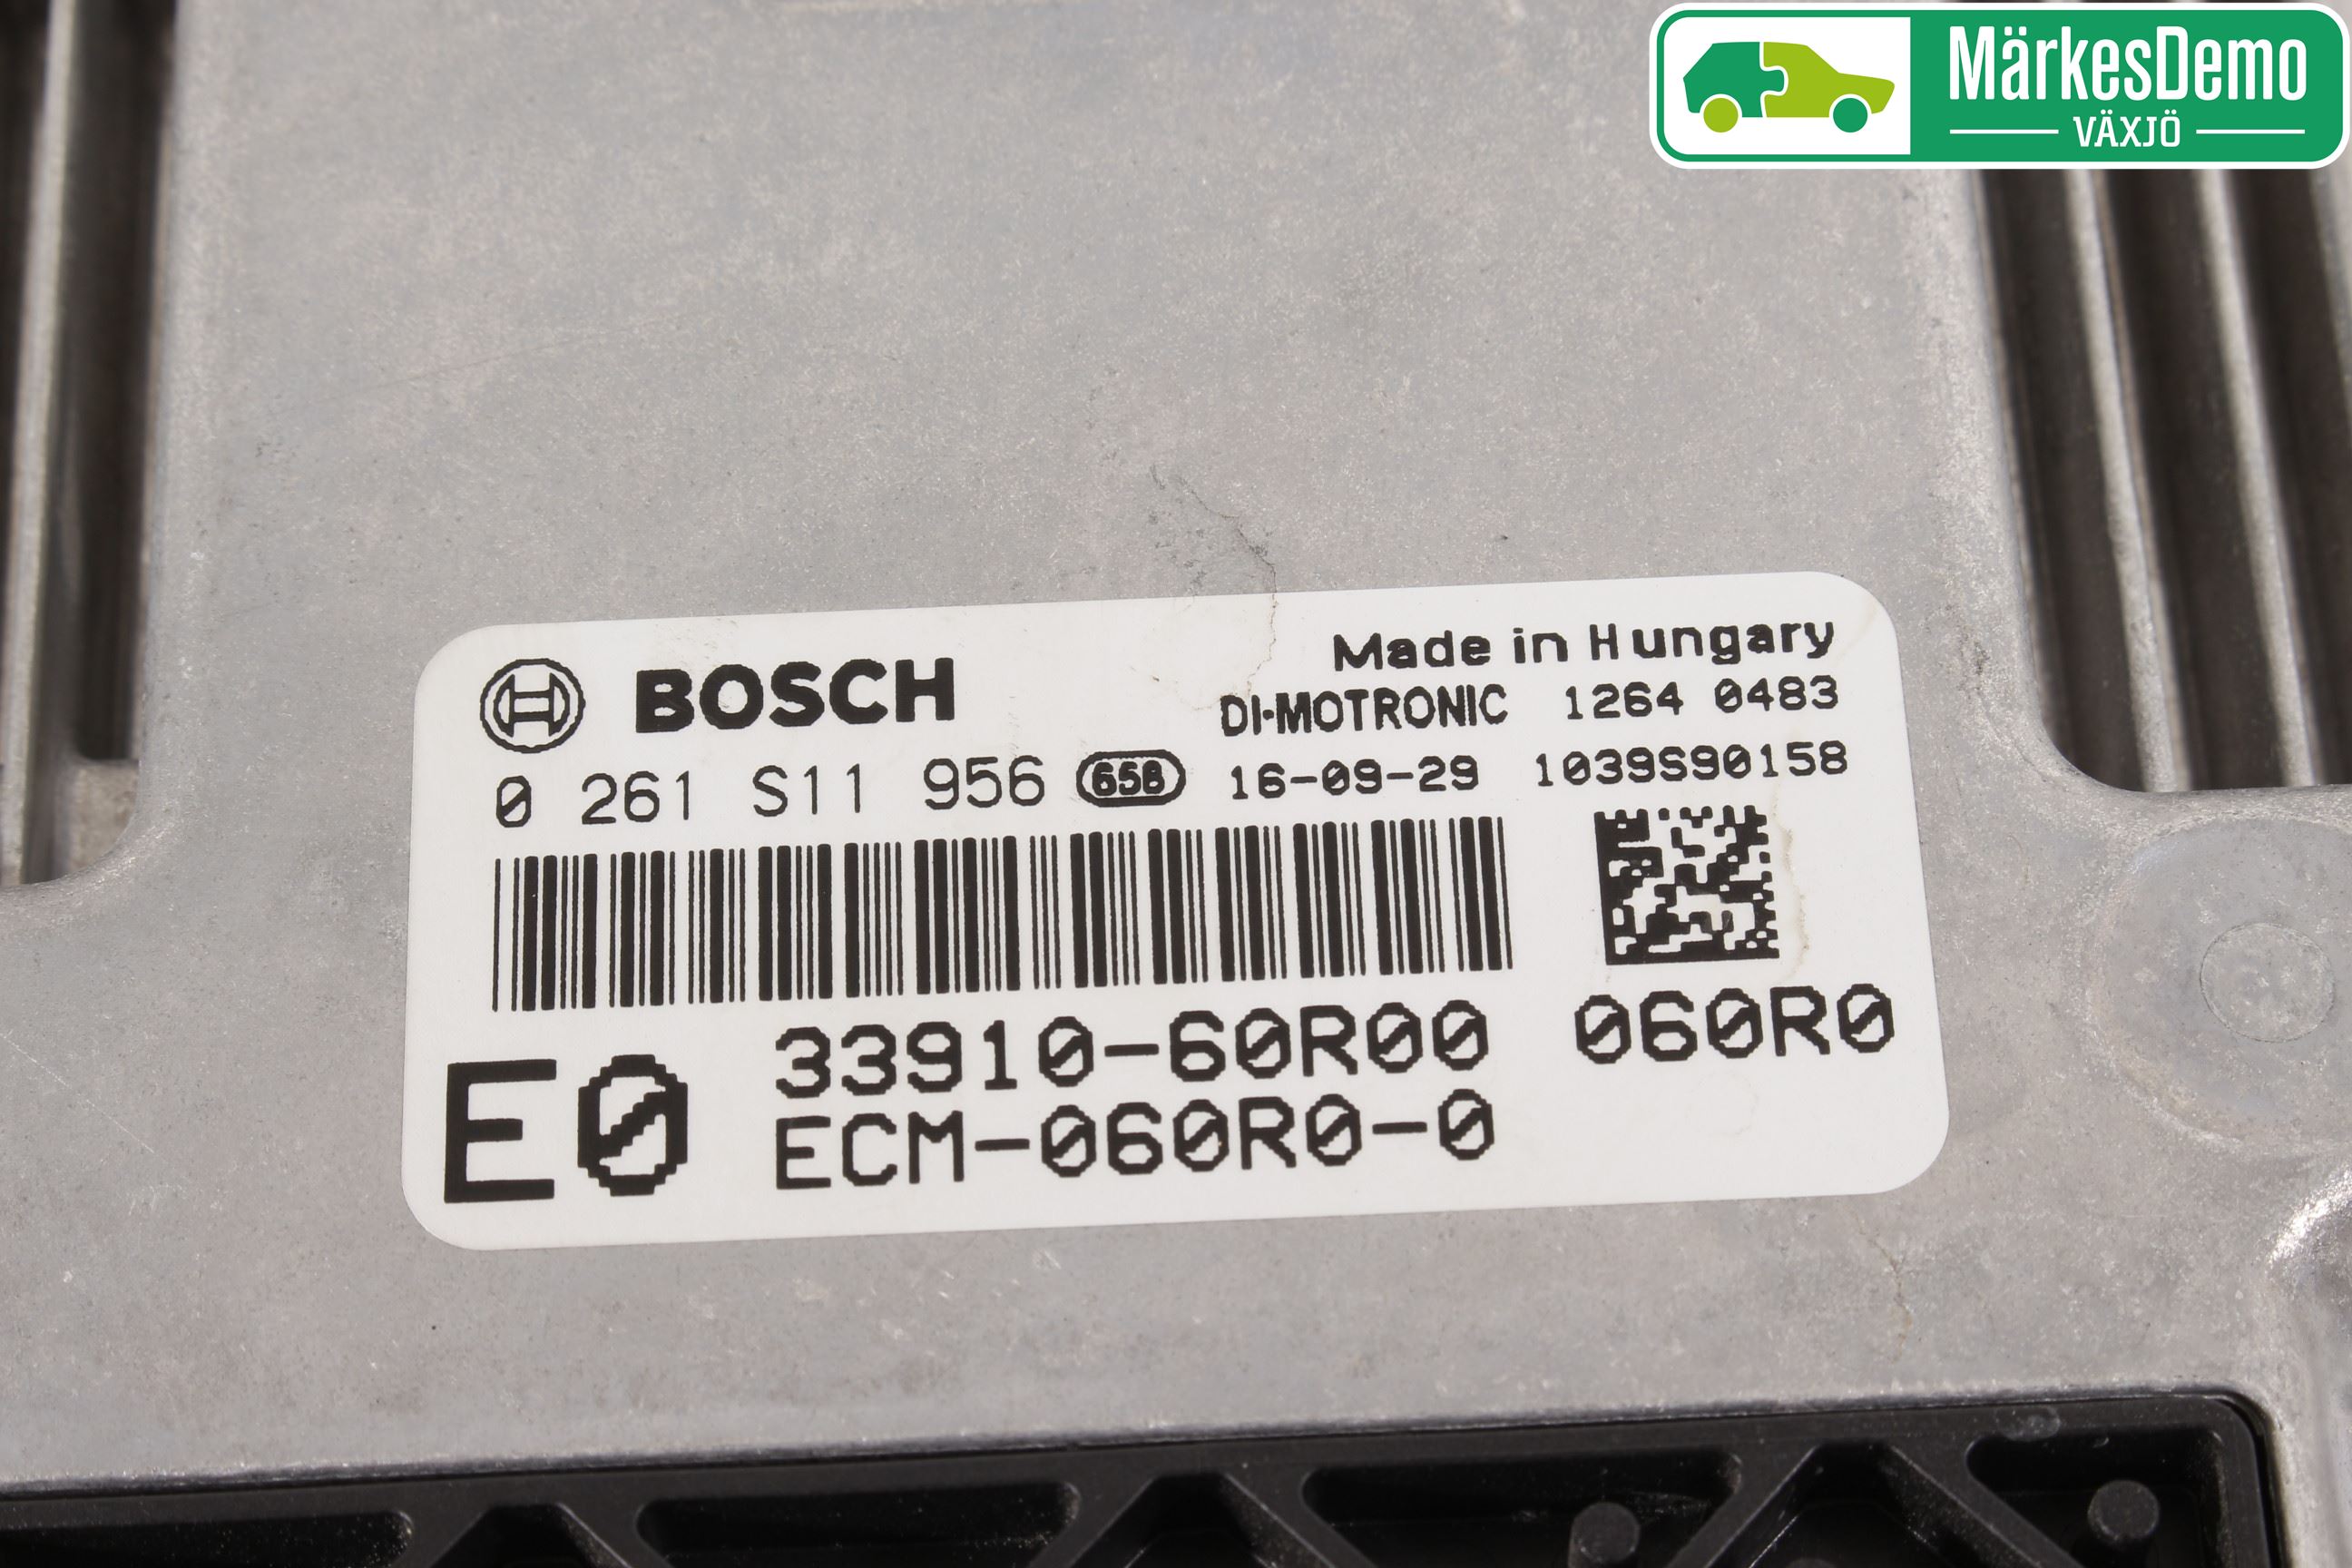 MärkesDemo
VÄXJÖ
BOSCH
Made in Hungary
DI-MOTRONIC 1264 0483
0 261 S11 956 65B 16-09-29 1039S90158
33910-60R00 060R0
E0
ECM-060R0-0